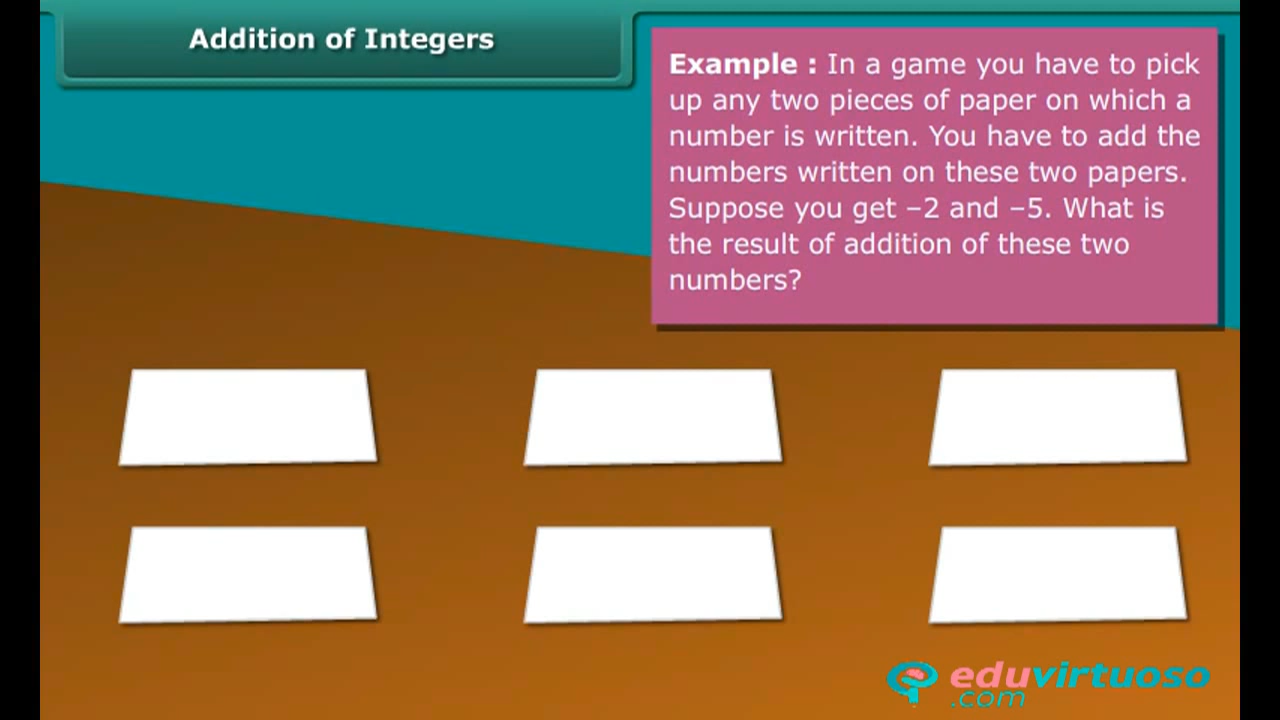 Addition of Integers
Example : In a game you have to pick
up any two pieces of paper on which a
number is written. You have to add the
numbers written on these two papers.
Suppose you get –2 and –5. What is
the result of addition of these two
numbers?
eduvirtuoso
.com